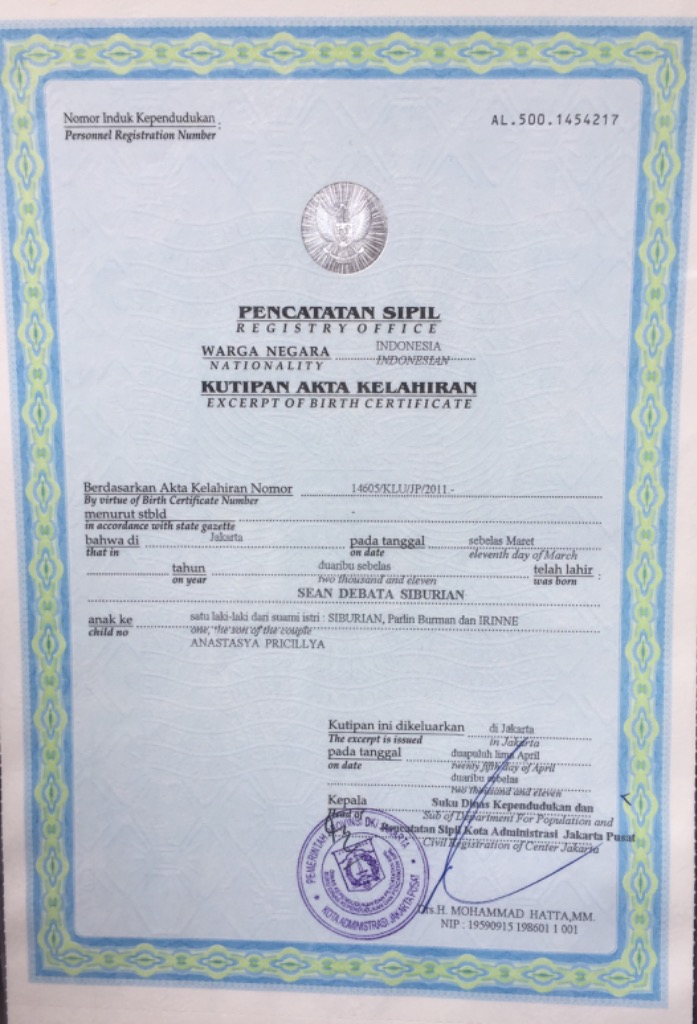 Nomor Induk Kependudukan :
Personnel Registration Number
AL.500.1454217
PENCATATAN SIPIL
REGISTRY OFFICE
WARGA NEGARA INDONESIA
NATIONALITY INDONESIAN
KUTIPAN AKTA KELAHIRAN
EXCERPT OF BIRTH CERTIFICATE
Berdasarkan Akta Kelahiran Nomor 14605/KLU/JP/2011.-
By virtue of Birth Certificate Number
menurut stbld -
in accordance with state gazette
bahwa di Jakarta pada tanggal sebelas Maret
that in on date eleventh day of March
tahun duaribu sebelas telah lahir :
on year two thousand and eleven was born
SEAN DEBATA SIBURIAN
anak ke satu laki-laki dari suami istri : SIBURIAN, Parlin Burman dan IRINNE
child no one, the son of the couple
ANASTASYA PRICILLYA
Kutipan ini dikeluarkan di Jakarta
The excerpt is issued in Jakarta
pada tanggal duapuluh lima April
on date twenty fifth day of April
duaribu sebelas
two thousand and eleven
Kepala Suku Dinas Kependudukan dan
Head of Sub of Department For Population and
Pencatatan Sipil Kota Administrasi Jakarta Pusat
Civil Registration of Center Jakarta
PEMERINTAH PROVINSI DKI JAKARTA
KOTA ADMINISTRASI JAKARTA PUSAT
Drs.H. MOHAMMAD HATTA,MM.
NIP : 19590915 198601 1 001